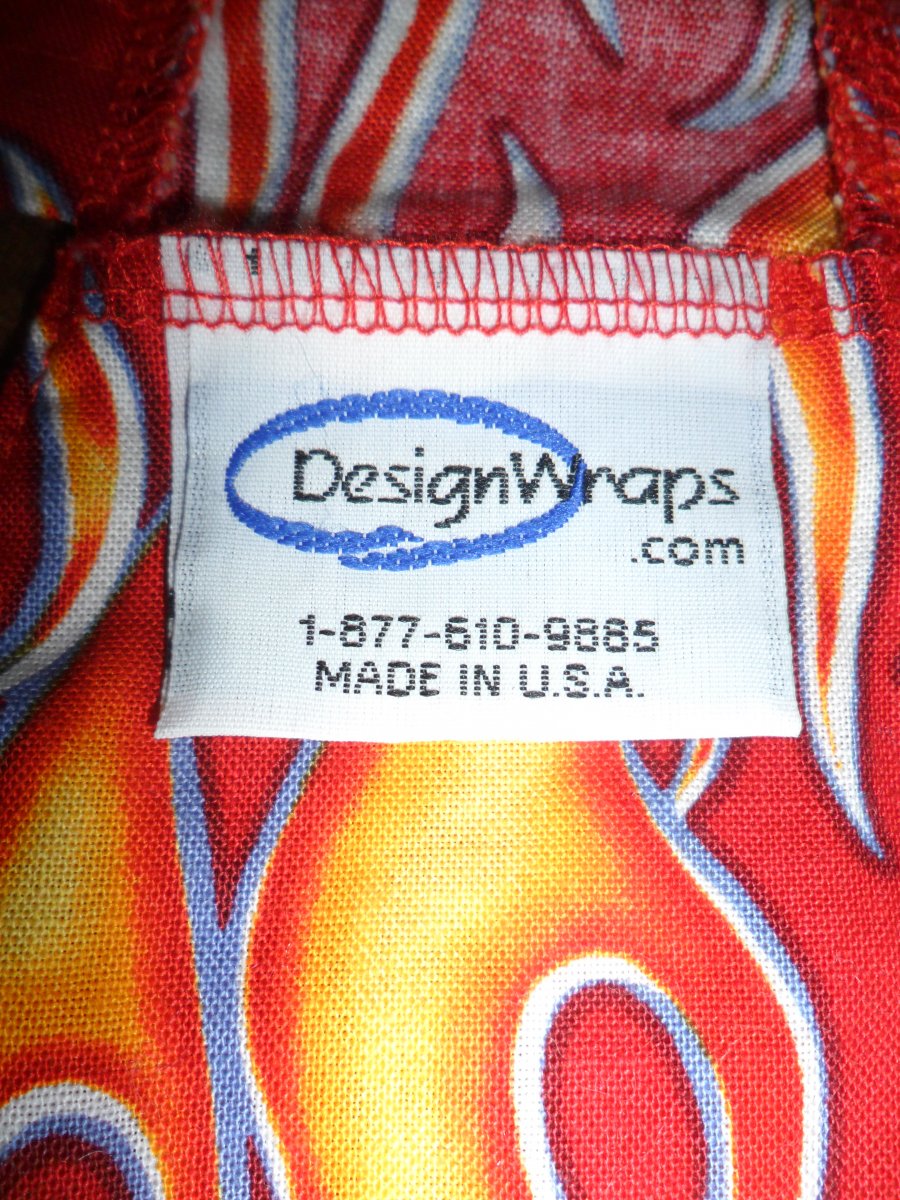 DesignWraps
.com
1-877-610-9885
MADE IN U.S.A.